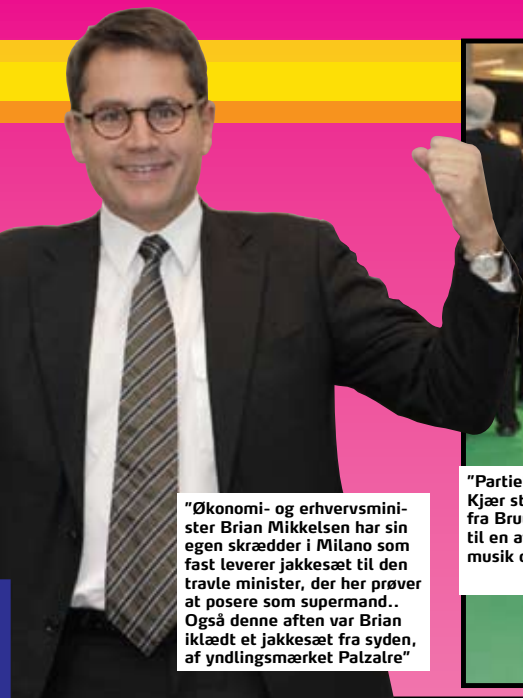 "Økonomi- og erhvervsmini-
ster Brian Mikkelsen har sin
egen skrædder i Milano som
fast leverer jakkesæt til den
travle minister, der her prøver
at posere som supermand..
Også denne aften var Brian
iklædt et jakkesæt fra syden,
af yndlingsmærket Palzalre"
"Partie
Kjær st
fra Bru
til en a
musik